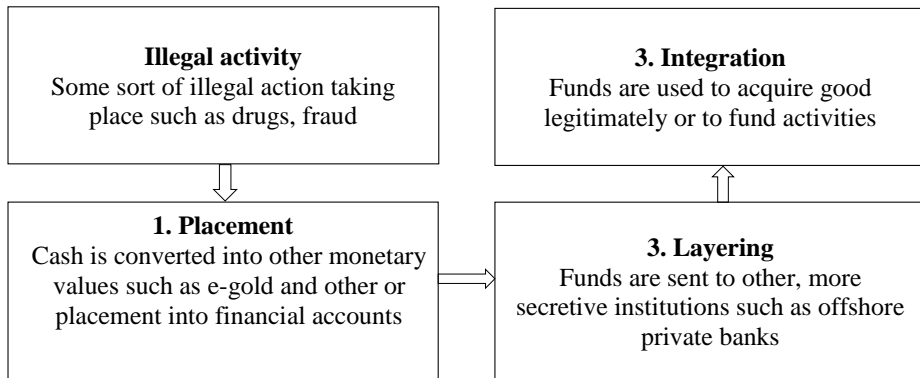 Illegal activity
Some sort of illegal action taking
place such as drugs, fraud
1. Placement
Cash is converted into other monetary
values such as e-gold and other or
placement into financial accounts
3. Layering
Funds are sent to other, more
secretive institutions such as offshore
private banks
3. Integration
Funds are used to acquire good
legitimately or to fund activities